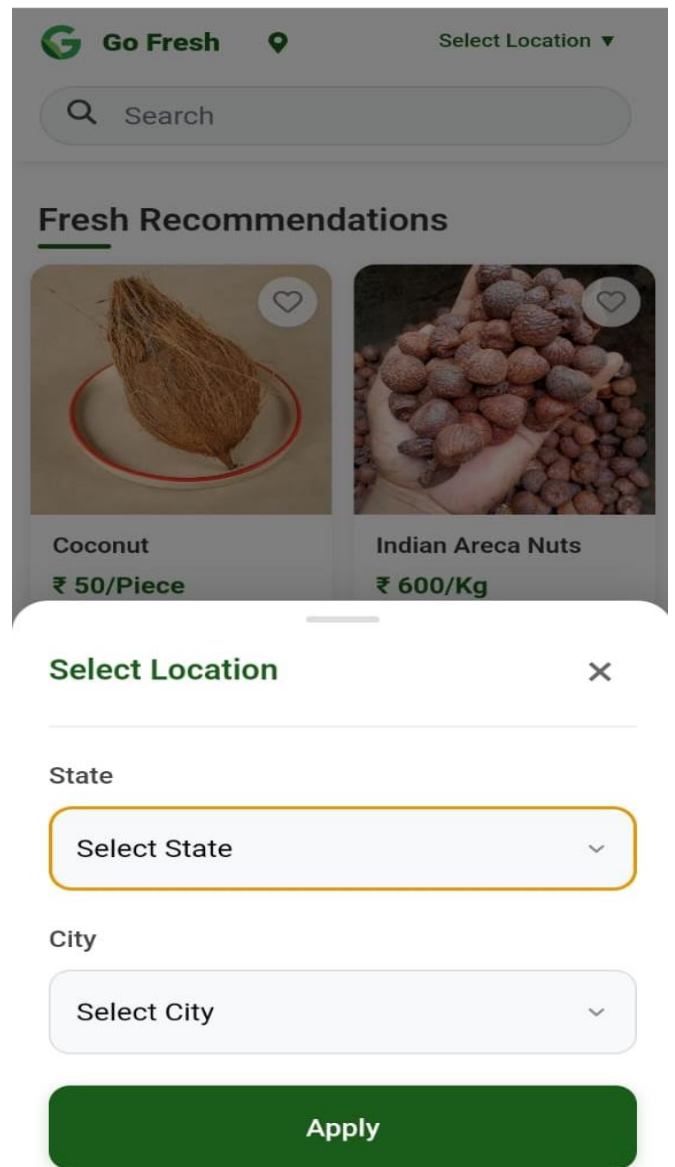 Go Fresh
Select Location ▼
Search
Fresh Recommendations
Coconut
Indian Areca Nuts
₹ 50/Piece
₹ 600/Kg
Select Location
State
Select State
City
Select City
Apply